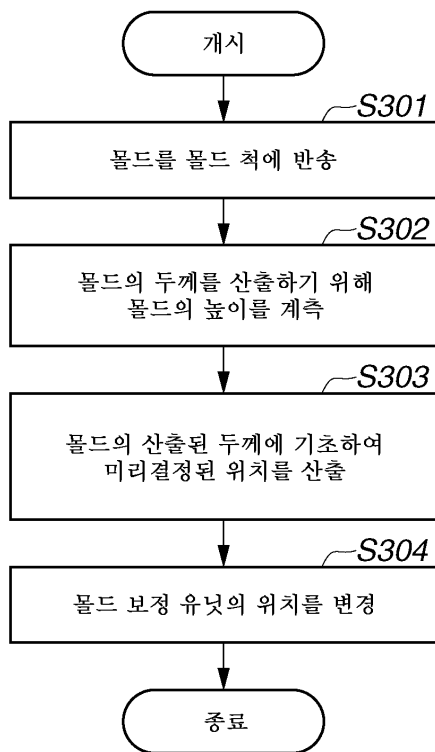 개시
S301
몰드를 몰드 척에 반송
S302
몰드의 두께를 산출하기 위해
몰드의 높이를 계측
S303
몰드의 산출된 두께에 기초하여
미리결정된 위치를 산출
S304
몰드 보정 유닛의 위치를 변경
종료